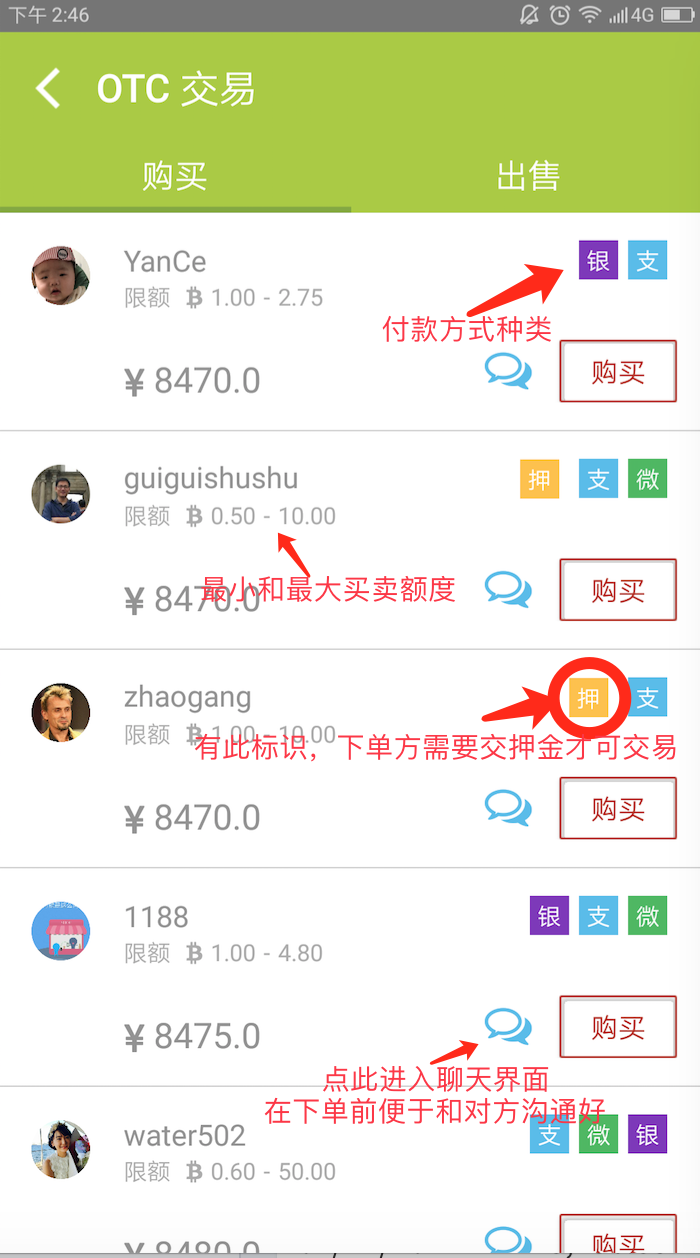 下午 2:46
4G
OTC 交易
购买
出售
YanCe
银 支
限额 ₿ 1.00 - 2.75
付款方式种类
¥ 8470.0
购买
guiguishushu
押 支 微
限额 ₿ 0.50 - 10.00
最小和最大买卖额度
¥ 8470.0
购买
zhaogang
押 支
限额 ₿ 1.00 - 10.00
有此标识，下单方需要交押金才可交易
¥ 8470.0
购买
1188
银 支 微
限额 ₿ 1.00 - 4.80
¥ 8475.0
购买
点此进入聊天界面
在下单前便于和对方沟通好
water502
支 微 银
限额 ₿ 0.60 - 50.00
¥ 8480.0
购买